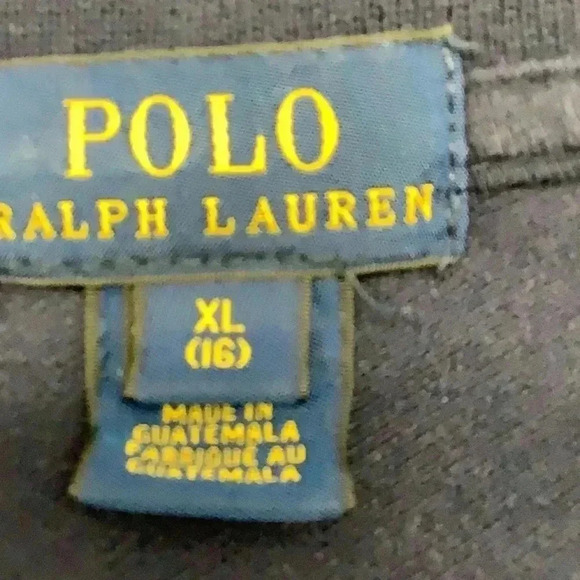 POLO
RALPH LAUREN
XL
(16)
MADE IN
GUATEMALA
FABRIQUE AU
GUATEMALA